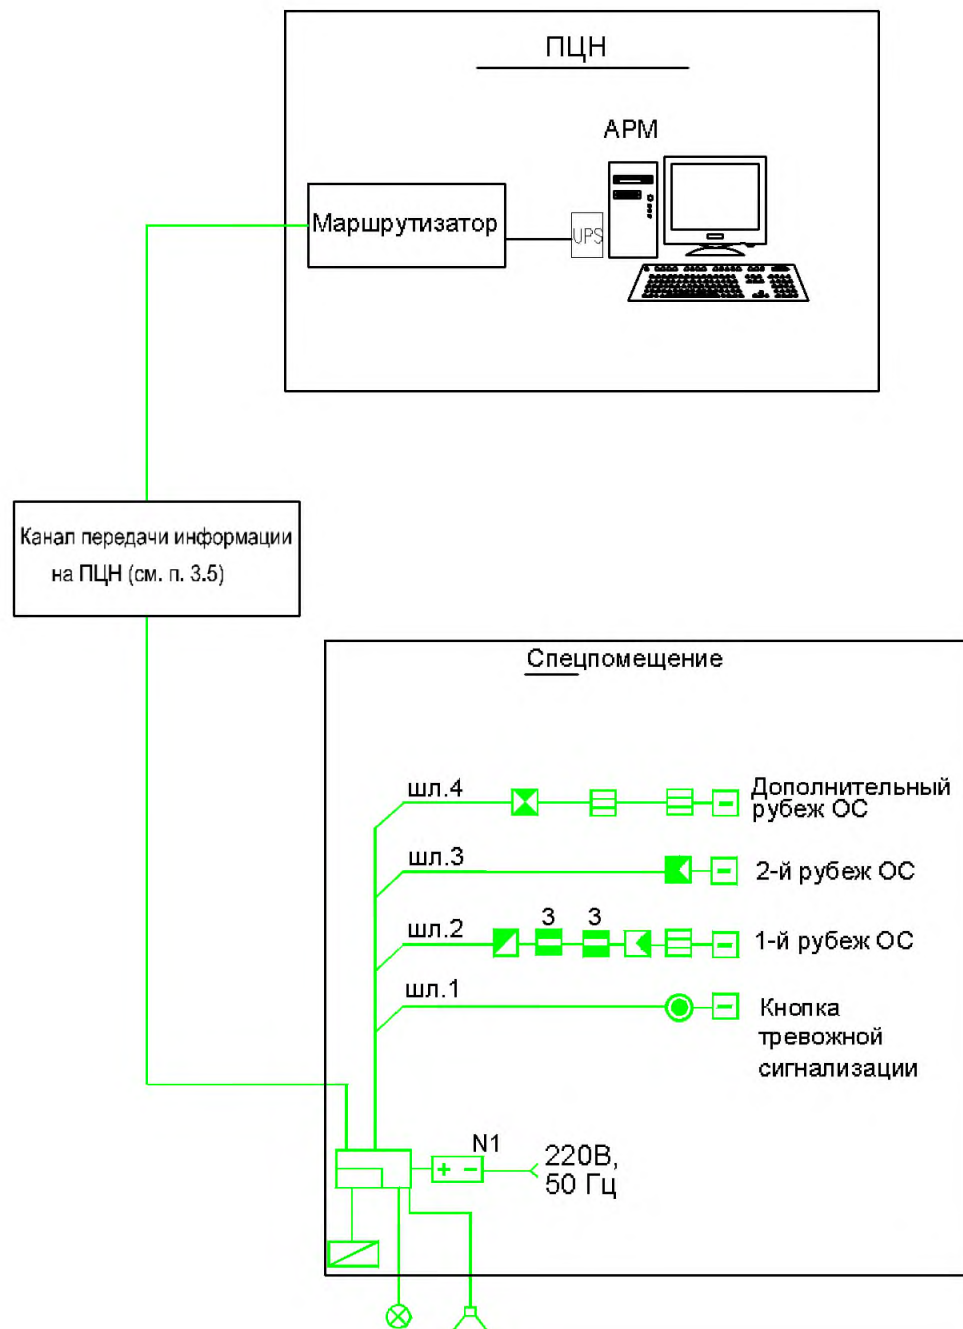 ПЦН
АРМ
Маршрутизатор
UPS
Канал передачи информации
на ПЦН (см. п. 3.5)
Спецпомещение
шл.4
Дополнительный
рубеж ОС
шл.3
2-й рубеж ОС
шл.2
3
3
1-й рубеж ОС
шл.1
Кнопка
тревожной
сигнализации
N1
220В,
50 Гц